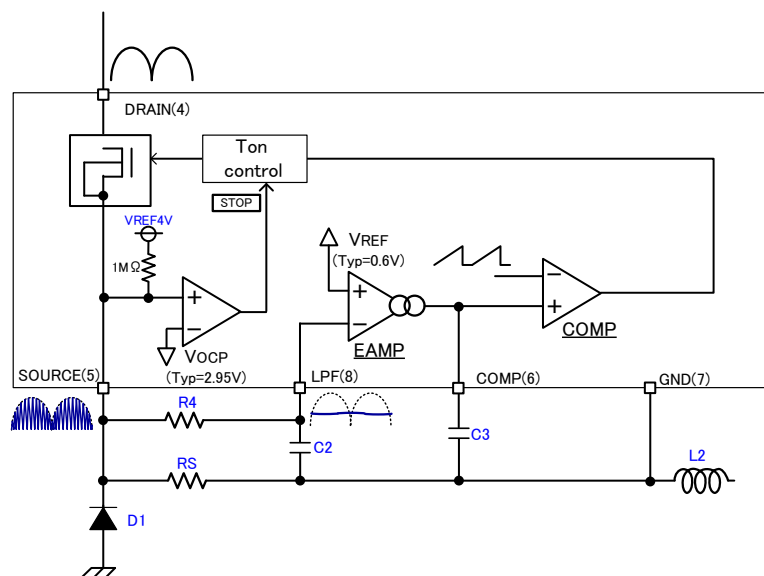 DRAIN(4)
Ton
control
STOP
VREF4V
1MΩ
+
−
VOCP
(Typ=2.95V)
VREF
(Typ=0.6V)
+
−
EAMP
−
+
COMP
SOURCE(5)
LPF(8)
COMP(6)
GND(7)
R4
C2
C3
L2
RS
D1